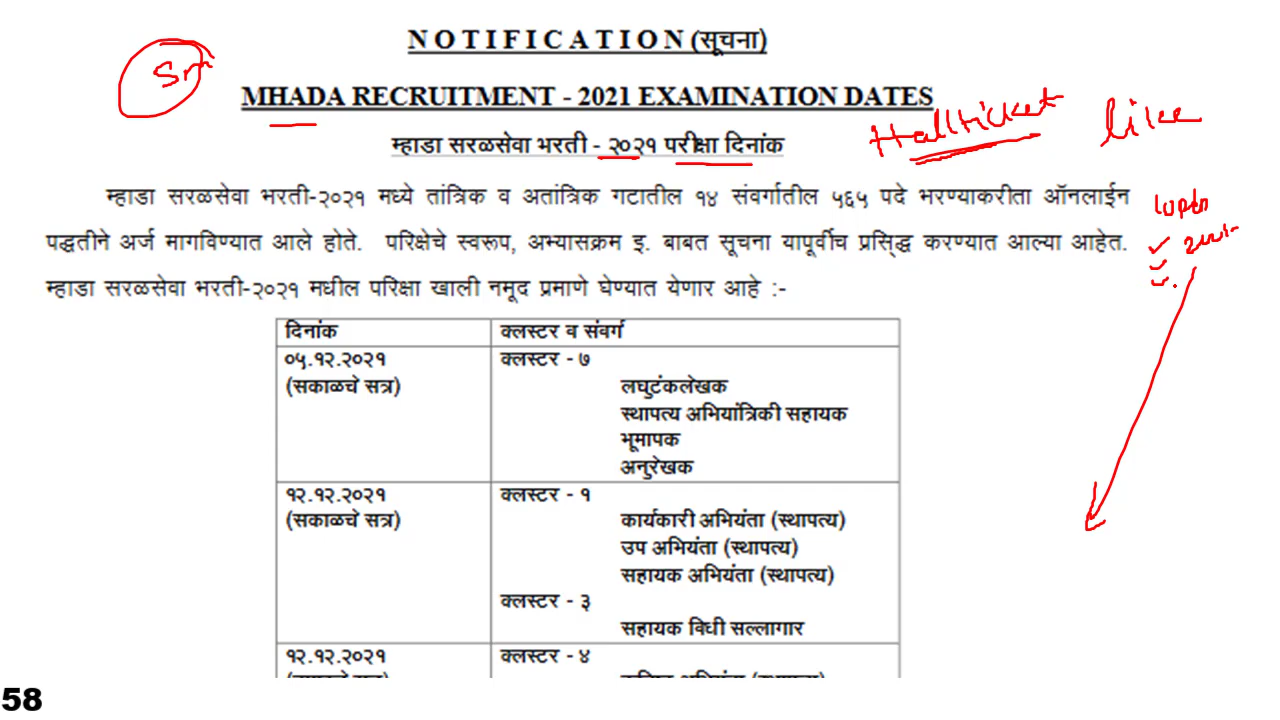 N O T I F I C A T I O N (सूचना)
MHADA RECRUITMENT - 2021 EXAMINATION DATES
म्हाडा सरळसेवा भरती - २०२१ परीक्षा दिनांक
Hallticket like
म्हाडा सरळसेवा भरती-२०२१ मध्ये तांत्रिक व अतांत्रिक गटातील १४ संवर्गातील ५६५ पदे भरण्याकरीता ऑनलाईन
पद्धतीने अर्ज मागविण्यात आले होते. परिक्षेचे स्वरूप, अभ्यासक्रम इ. बाबत सूचना यापूर्वीच प्रसिद्ध करण्यात आल्या आहेत.
म्हाडा सरळसेवा भरती-२०२१ मधील परिक्षा खाली नमूद प्रमाणे घेण्यात येणार आहे :-
दिनांक क्लस्टर व संवर्ग
०५.१२.२०२१ क्लस्टर - ७
(सकाळचे सत्र) लघुटंकलेखक
स्थापत्य अभियांत्रिकी सहायक
भूमापक
अनुरेखक
१२.१२.२०२१ क्लस्टर - १
(सकाळचे सत्र) कार्यकारी अभियंता (स्थापत्य)
उप अभियंता (स्थापत्य)
सहायक अभियंता (स्थापत्य)
क्लस्टर - ३
सहायक विधी सल्लागार
१२.१२.२०२१ क्लस्टर - ४
58